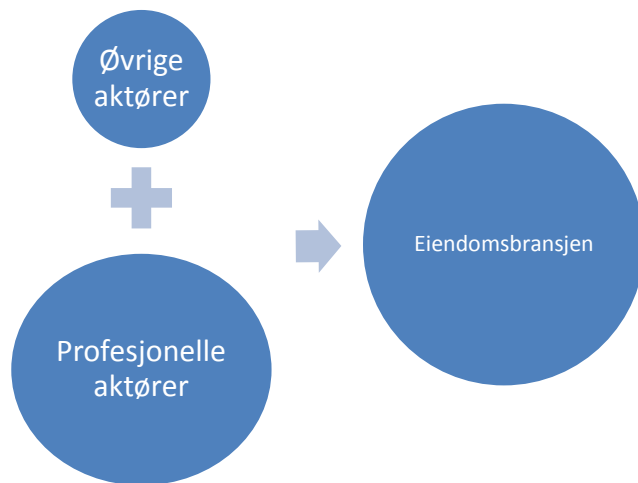 Øvrige
aktører
Profesjonelle
aktører
Eiendomsbransjen